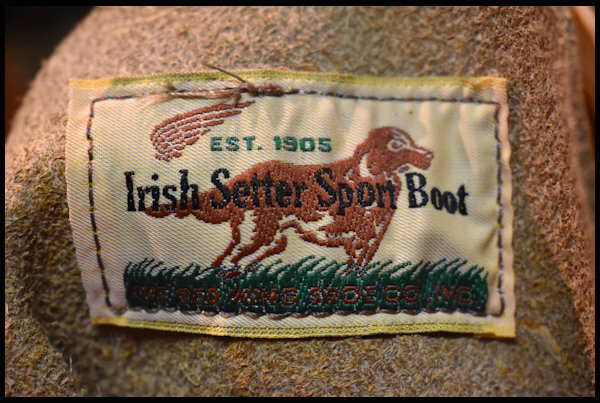 EST. 1905
Irish Setter Sport Boot
THE RED WING SHOE CO., INC.